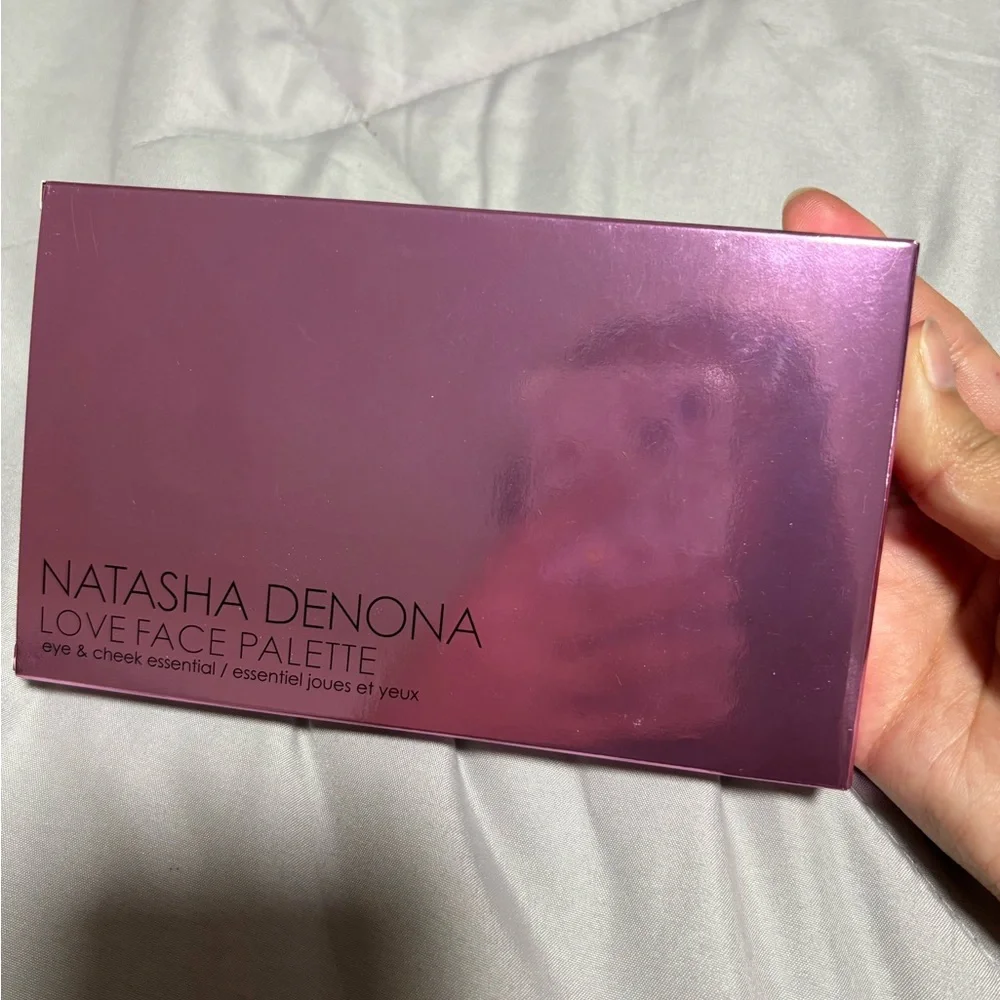 NATASHA DENONA
LOVE FACE PALETTE
eye & cheek essential / essentiel joues et yeux